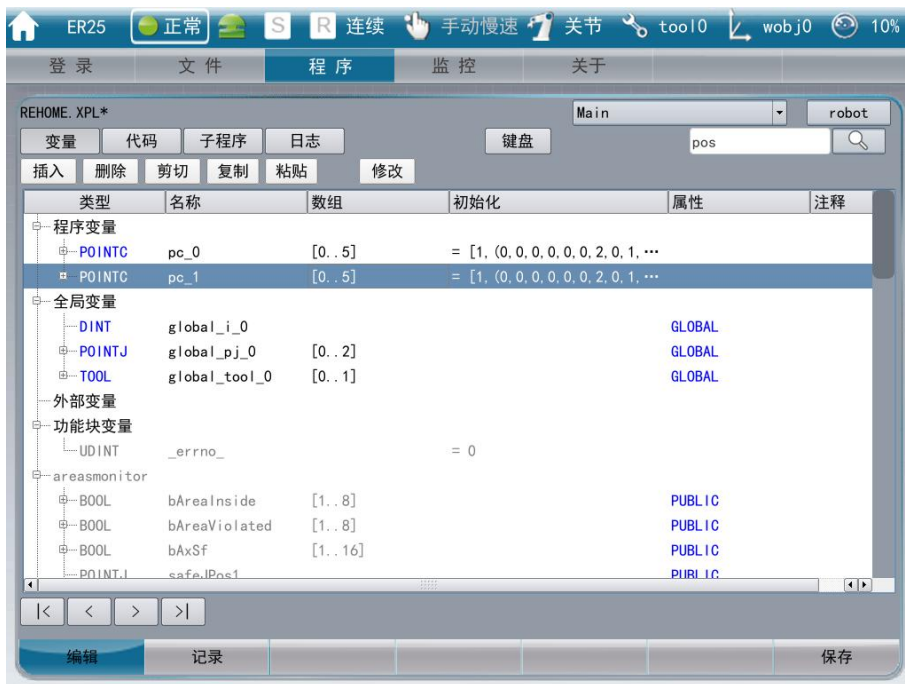 ER25 正常 S R 连续 手动慢速 关节 tool0 wobj0 10%
登录 文件 程序 监控 关于
REHOME.XPL* Main robot
变量 代码 子程序 日志 键盘 pos
插入 删除 剪切 复制 粘贴 修改
类型 名称 数组 初始化 属性 注释
程序变量
POINTC pc_0 [0..5] = [1, (0, 0, 0, 0, 0, 0, 2, 0, 1, ⋯
POINTC pc_1 [0..5] = [1, (0, 0, 0, 0, 0, 0, 2, 0, 1, ⋯
全局变量
DINT global_i_0 GLOBAL
POINTJ global_pj_0 [0..2] GLOBAL
TOOL global_tool_0 [0..1] GLOBAL
外部变量
功能块变量
UDINT _errno_ = 0
areasmonitor
BOOL bAreaInside [1..8] PUBLIC
BOOL bAreaViolated [1..8] PUBLIC
BOOL bAxSf [1..16] PUBLIC
POINTJ safeJPos1 PUBLIC
|< < > >|
编辑 记录 保存